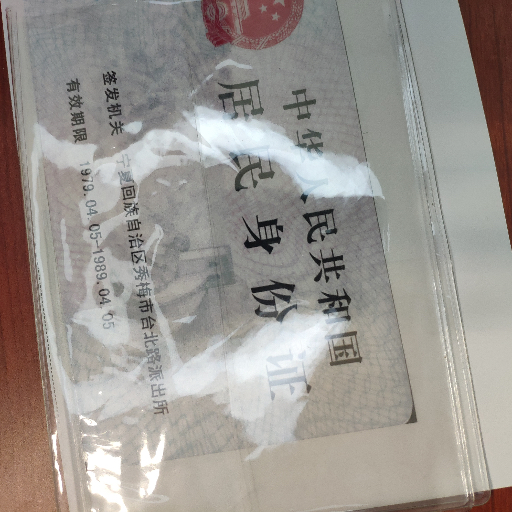 中华人民共和国
居民身份证
签发机关 宁夏回族自治区秀梅市台北路派出所
有效期限 1979.04.05-1989.04.05